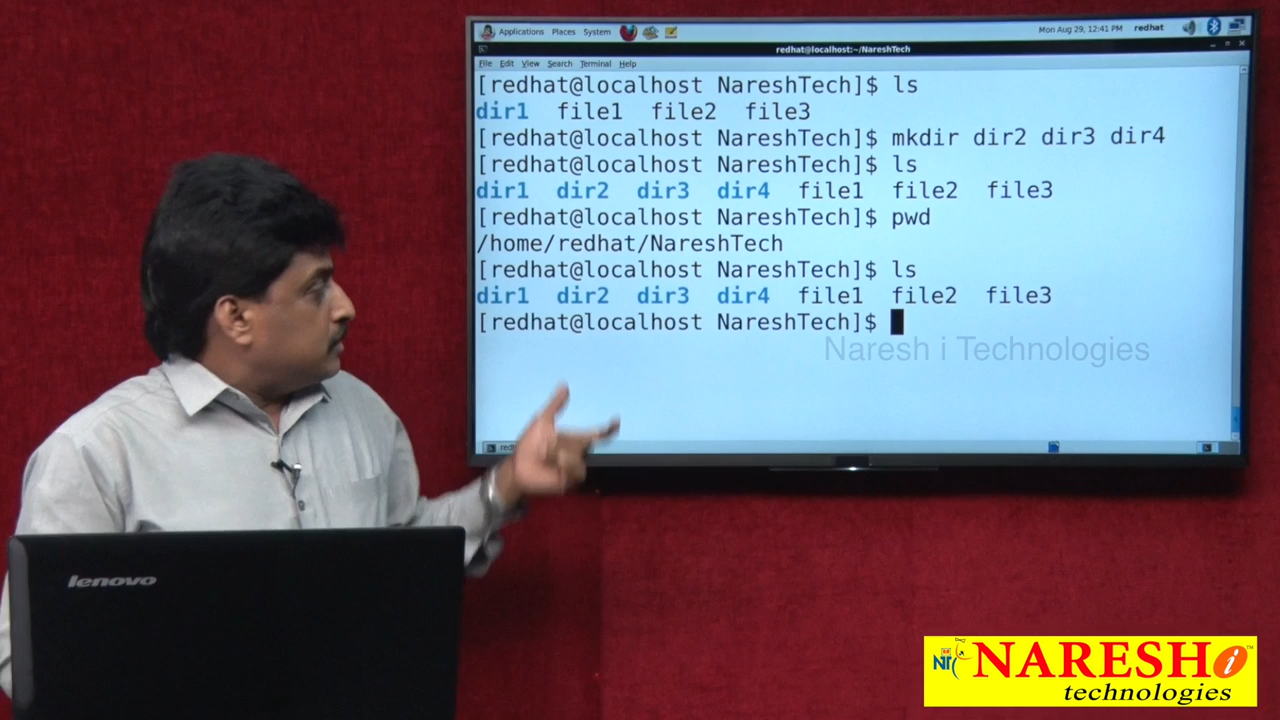 Applications Places System Mon Aug 29, 12:41 PM redhat
redhat@localhost:~/NareshTech
File Edit View Search Terminal Help
[redhat@localhost NareshTech]$ ls
dir1 file1 file2 file3
[redhat@localhost NareshTech]$ mkdir dir2 dir3 dir4
[redhat@localhost NareshTech]$ ls
dir1 dir2 dir3 dir4 file1 file2 file3
[redhat@localhost NareshTech]$ pwd
/home/redhat/NareshTech
[redhat@localhost NareshTech]$ ls
dir1 dir2 dir3 dir4 file1 file2 file3
[redhat@localhost NareshTech]$
Naresh i Technologies
lenovo
NARESH i
technologies